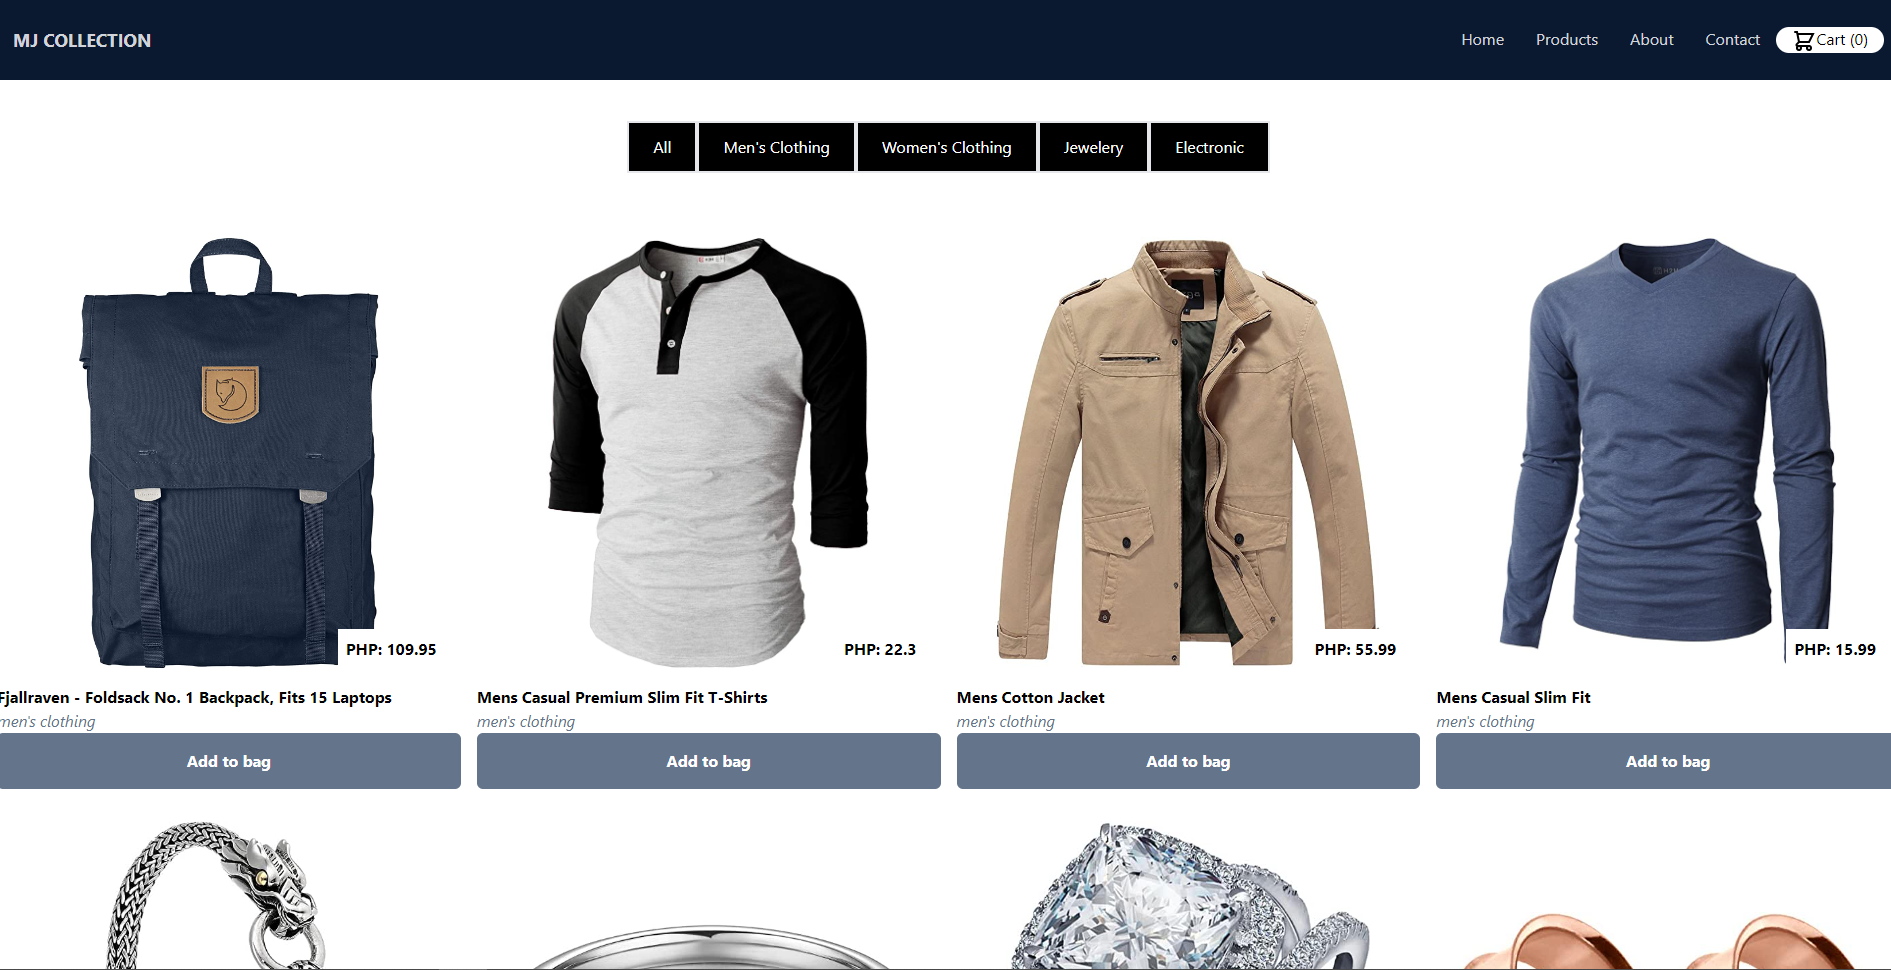 MJ COLLECTION
Home Products About Contact Cart (0)
All Men's Clothing Women's Clothing Jewelery Electronic
PHP: 109.95 PHP: 22.3 PHP: 55.99 PHP: 15.99
Fjallraven - Foldsack No. 1 Backpack, Fits 15 Laptops
men's clothing
Add to bag
Mens Casual Premium Slim Fit T-Shirts
men's clothing
Add to bag
Mens Cotton Jacket
men's clothing
Add to bag
Mens Casual Slim Fit
men's clothing
Add to bag